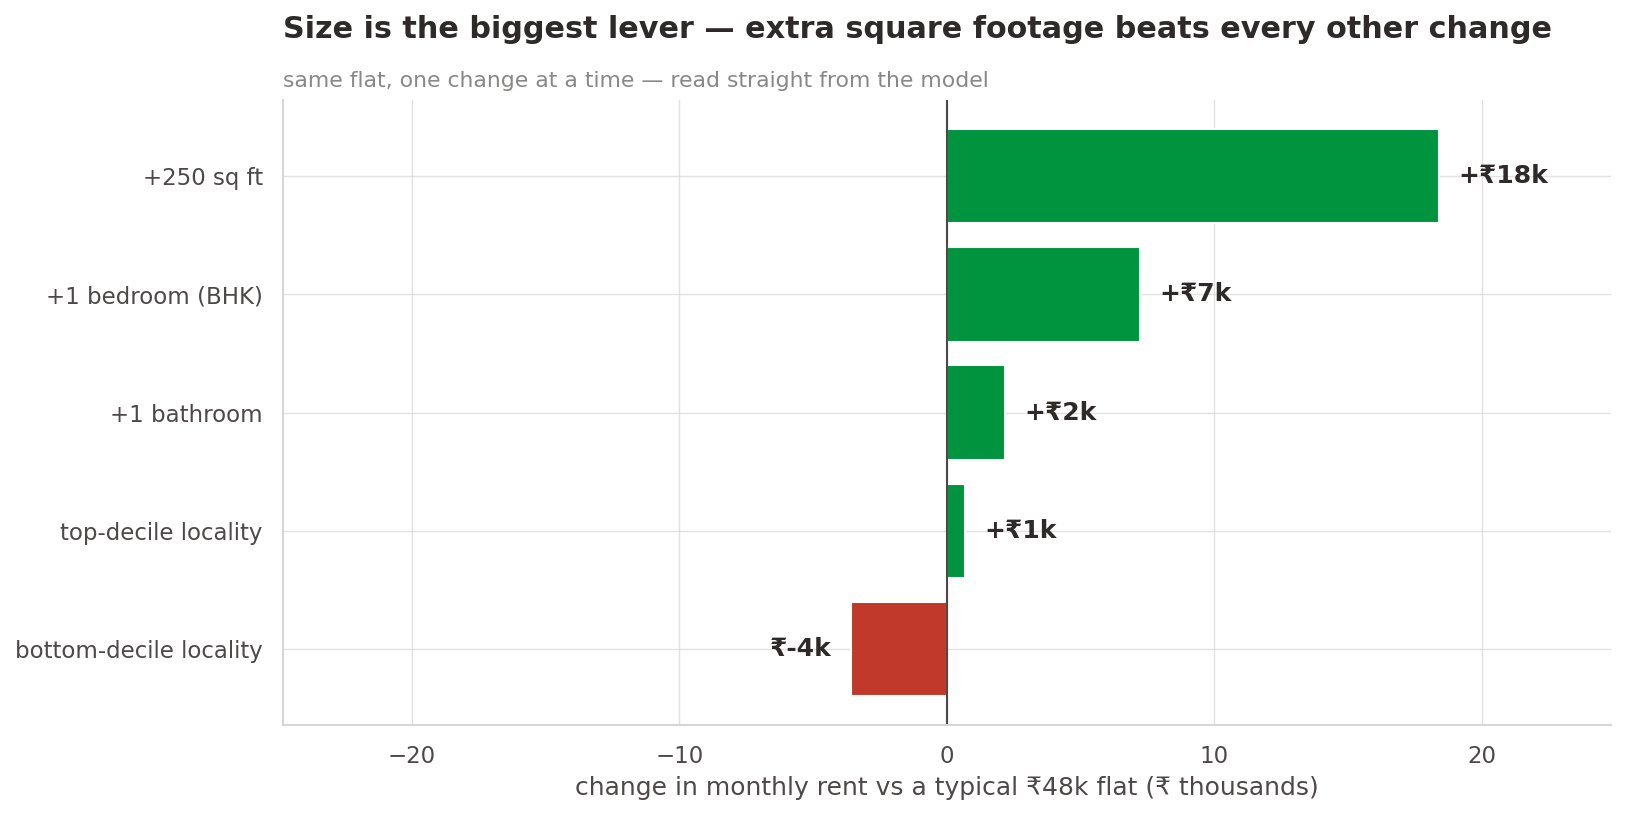 Size is the biggest lever — extra square footage beats every other change
same flat, one change at a time — read straight from the model
+250 sq ft
+₹18k
+1 bedroom (BHK)
+₹7k
+1 bathroom
+₹2k
top-decile locality
+₹1k
bottom-decile locality
₹-4k
−20 −10 0 10 20
change in monthly rent vs a typical ₹48k flat (₹ thousands)